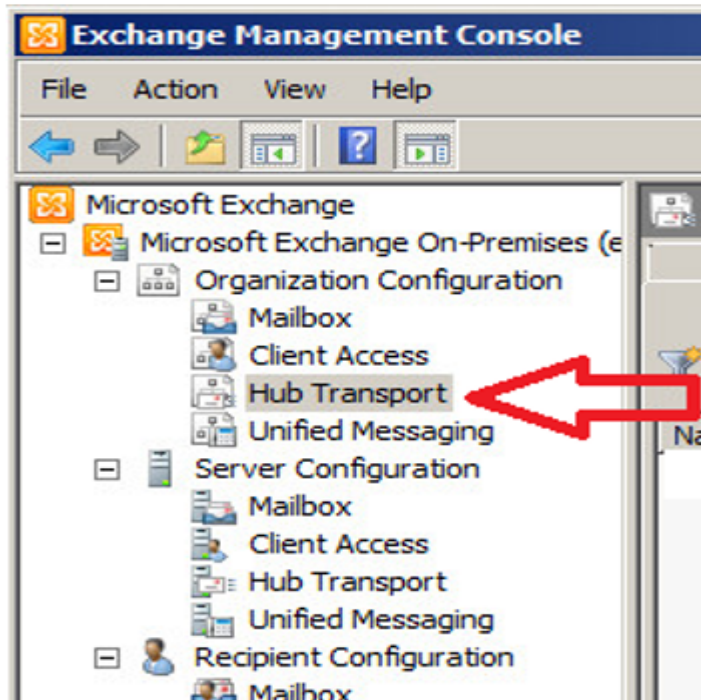 Exchange Management Console
File Action View Help
Microsoft Exchange
Microsoft Exchange On-Premises (e
Organization Configuration
Mailbox
Client Access
Hub Transport
Unified Messaging
Na
Server Configuration
Mailbox
Client Access
Hub Transport
Unified Messaging
Recipient Configuration
Mailbox